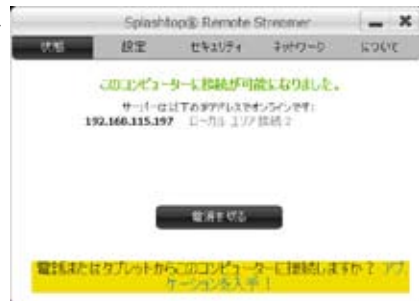 Splashtop® Remote Streamer
状態 設定 セキュリティ ネットワーク について
このコンピューターに接続が可能になりました。
サーバーは以下のIPアドレスでオンラインです:
192.168.115.197 ローカル エリア接続 2
電源を切る
電話またはタブレットからこのコンピューターに接続しますか? アプ
ケーションを入手!